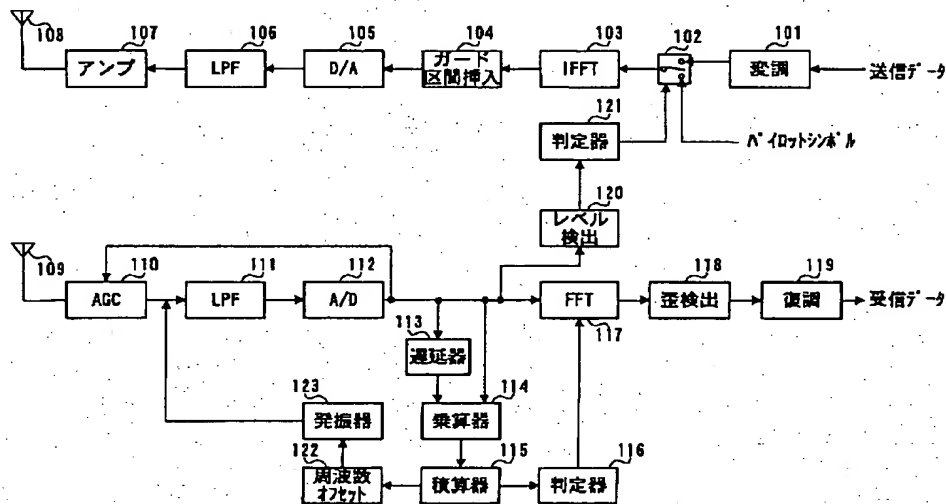 108
107
106
105
104
103
102
101
アンプ
LPF
D/A
ガード
区間挿入
IFFT
変調
送信データ
121
判定器
パイロットシンボル
120
レベル
検出
109
110
111
112
118
119
AGC
LPF
A/D
FFT
歪検出
復調
受信データ
113
117
遅延器
123
114
発振器
乗算器
122
115
116
周波数
オフセット
積算器
判定器